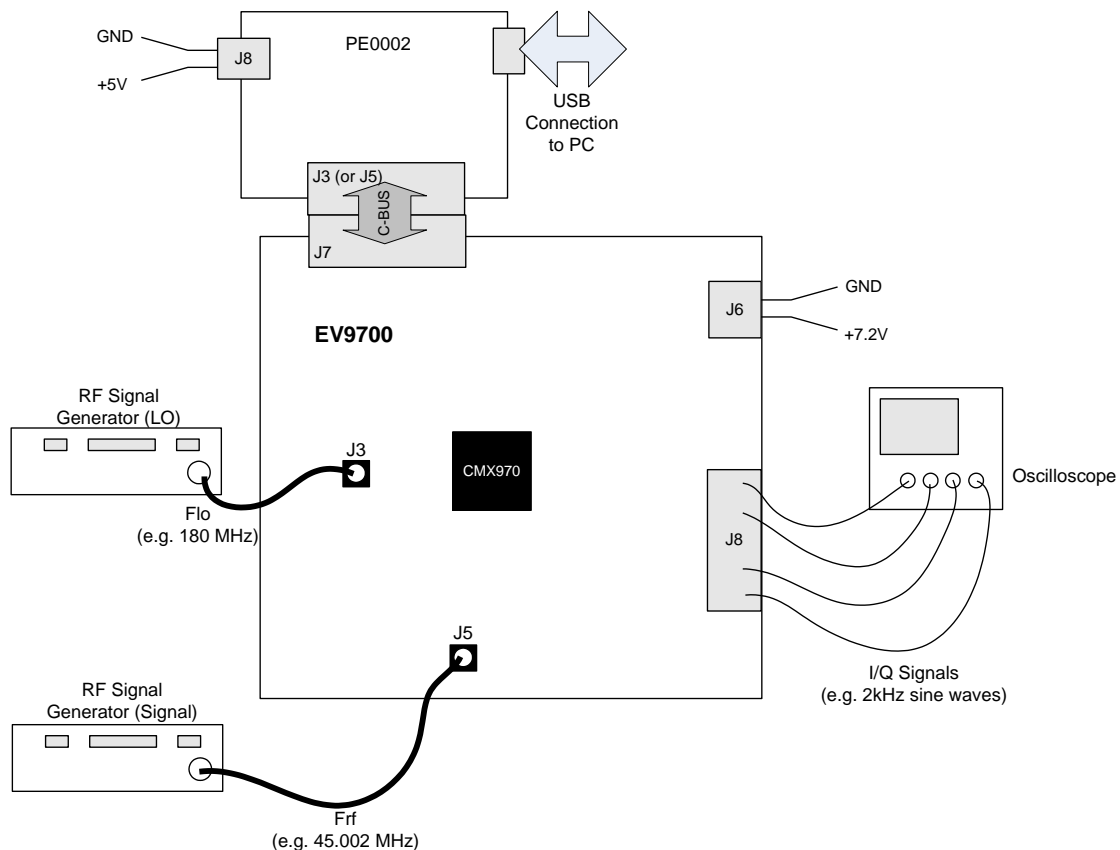 GND
+5V
J8
PE0002
USB
Connection
to PC
J3 (or J5)
C-BUS
J7
EV9700
J6
GND
+7.2V
RF Signal
Generator (LO)
J3
CMX970
Oscilloscope
Flo
(e.g. 180 MHz)
J8
J5
I/Q Signals
(e.g. 2kHz sine waves)
RF Signal
Generator (Signal)
Frf
(e.g. 45.002 MHz)